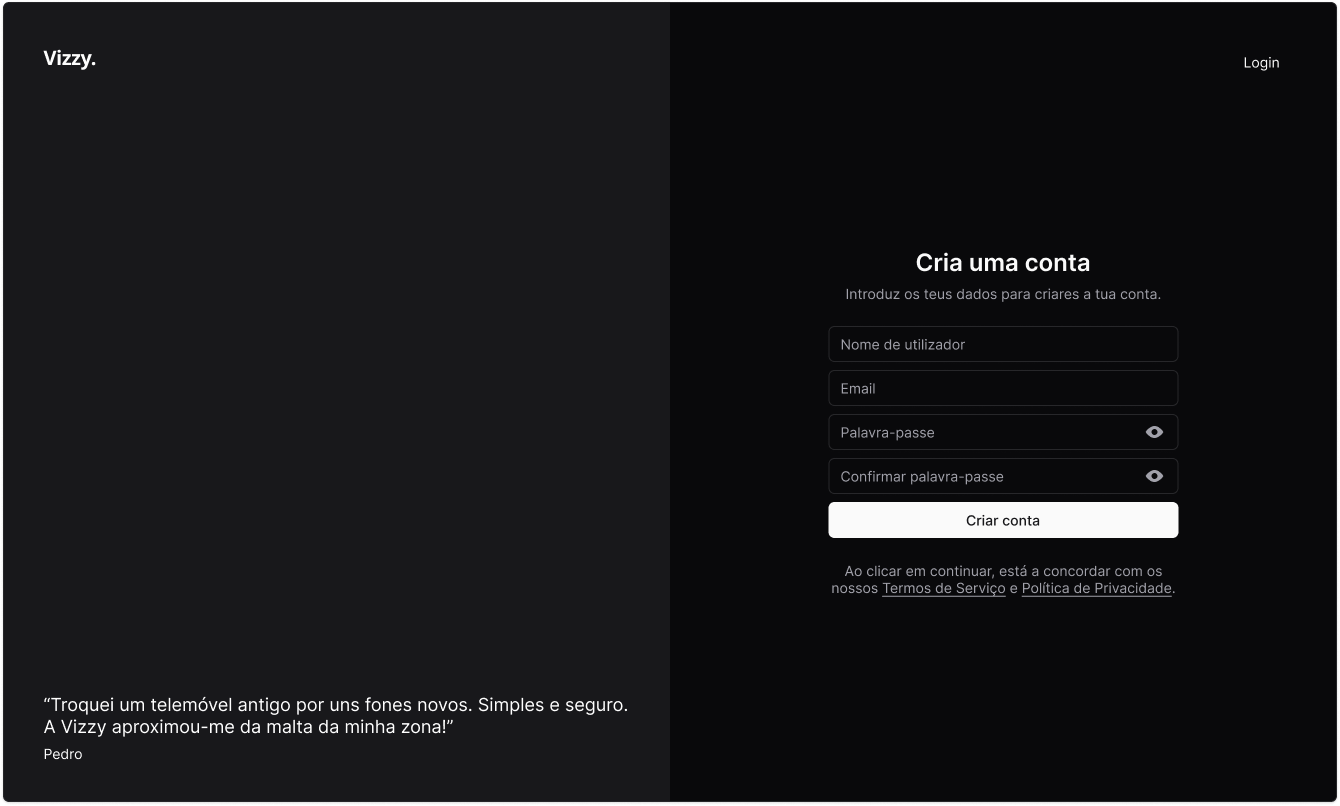 Vizzy.
Login
Cria uma conta
Introduz os teus dados para criares a tua conta.
Nome de utilizador
Email
Palavra-passe
Confirmar palavra-passe
Criar conta
Ao clicar em continuar, está a concordar com os
nossos Termos de Serviço e Política de Privacidade.
“Troquei um telemóvel antigo por uns fones novos. Simples e seguro.
A Vizzy aproximou-me da malta da minha zona!”
Pedro